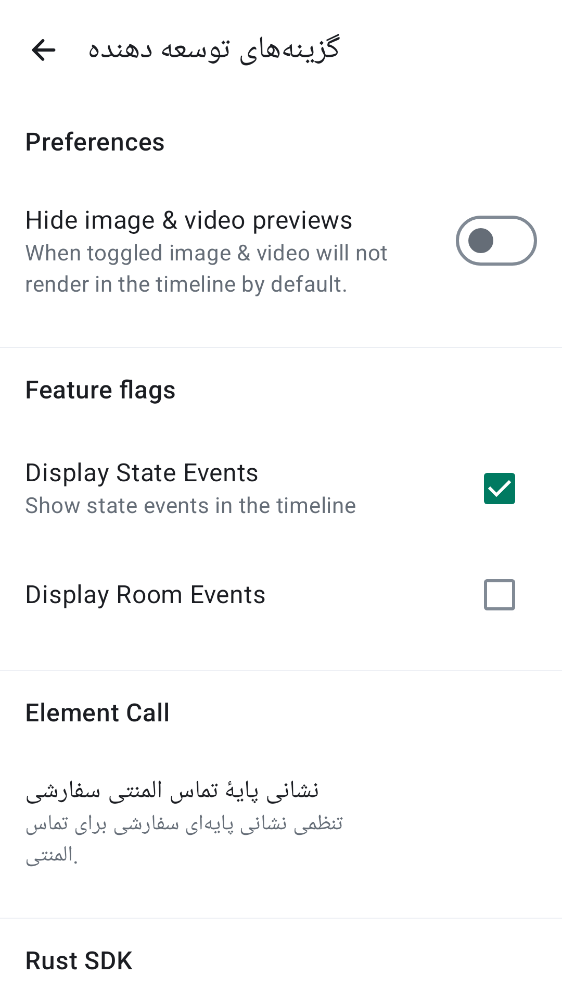 گزینه‌های توسعه دهنده
Preferences
Hide image & video previews
When toggled image & video will not
render in the timeline by default.
Feature flags
Display State Events
Show state events in the timeline
Display Room Events
Element Call
نشانی پایهٔ تماس المنتی سفارشی
تنظمی نشانی پایه‌ای سفارشی برای تماس
المنتی.
Rust SDK